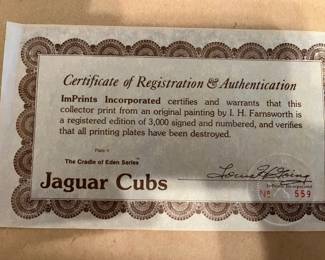 Certificate of Registration & Authentication
ImPrints Incorporated certifies and warrants that this
collector print from an original painting by I. H. Farnsworth
is a registered edition of 3,000 signed and numbered, and verifies
that all printing plates have been destroyed.
The Cradle of Eden Series
Jaguar Cubs
ImPrints Incorporated
559